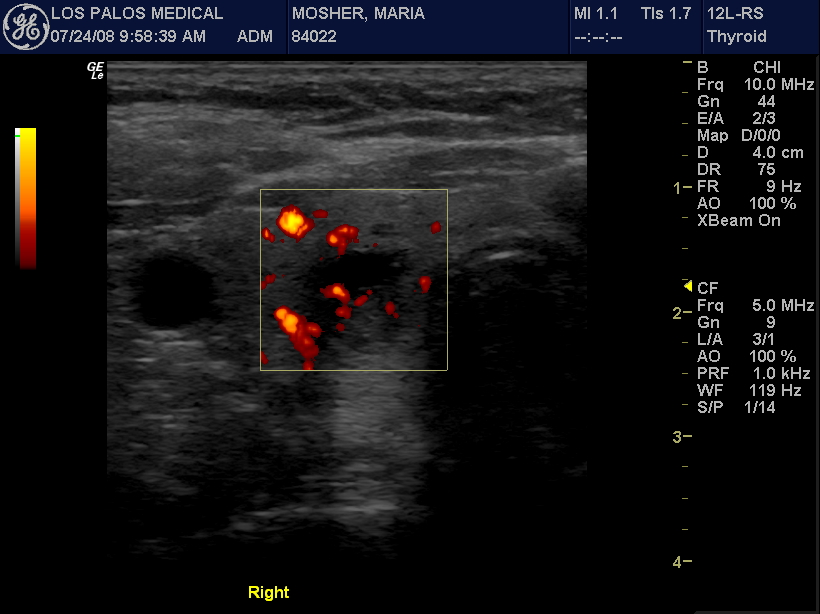 LOS PALOS MEDICAL MOSHER, MARIA MI 1.1 TIs 1.7 12L-RS
07/24/08 9:58:39 AM ADM 84022 --:--:-- Thyroid
GE
Le
B CHI
Frq 10.0 MHz
Gn 44
E/A 2/3
Map D/0/0
D 4.0 cm
DR 75
1 FR 9 Hz
AO 100 %
XBeam On
CF
Frq 5.0 MHz
2 Gn 9
L/A 3/1
AO 100 %
PRF 1.0 kHz
WF 119 Hz
S/P 1/14
3
4
Right